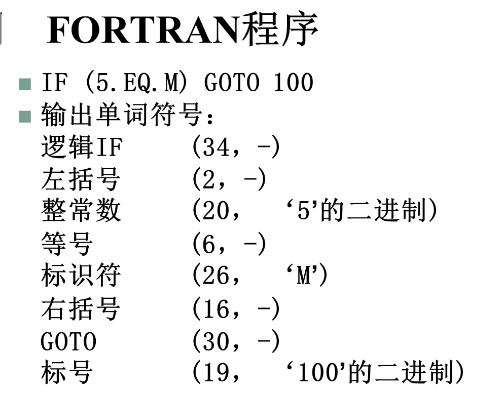 FORTRAN程序
IF (5.EQ.M) GOTO 100
输出单词符号：
逻辑IF (34，-)
左括号 (2，-)
整常数 (20， ‘5’的二进制)
等号 (6，-)
标识符 (26， ‘M’)
右括号 (16，-)
GOTO (30，-)
标号 (19， ‘100’的二进制)